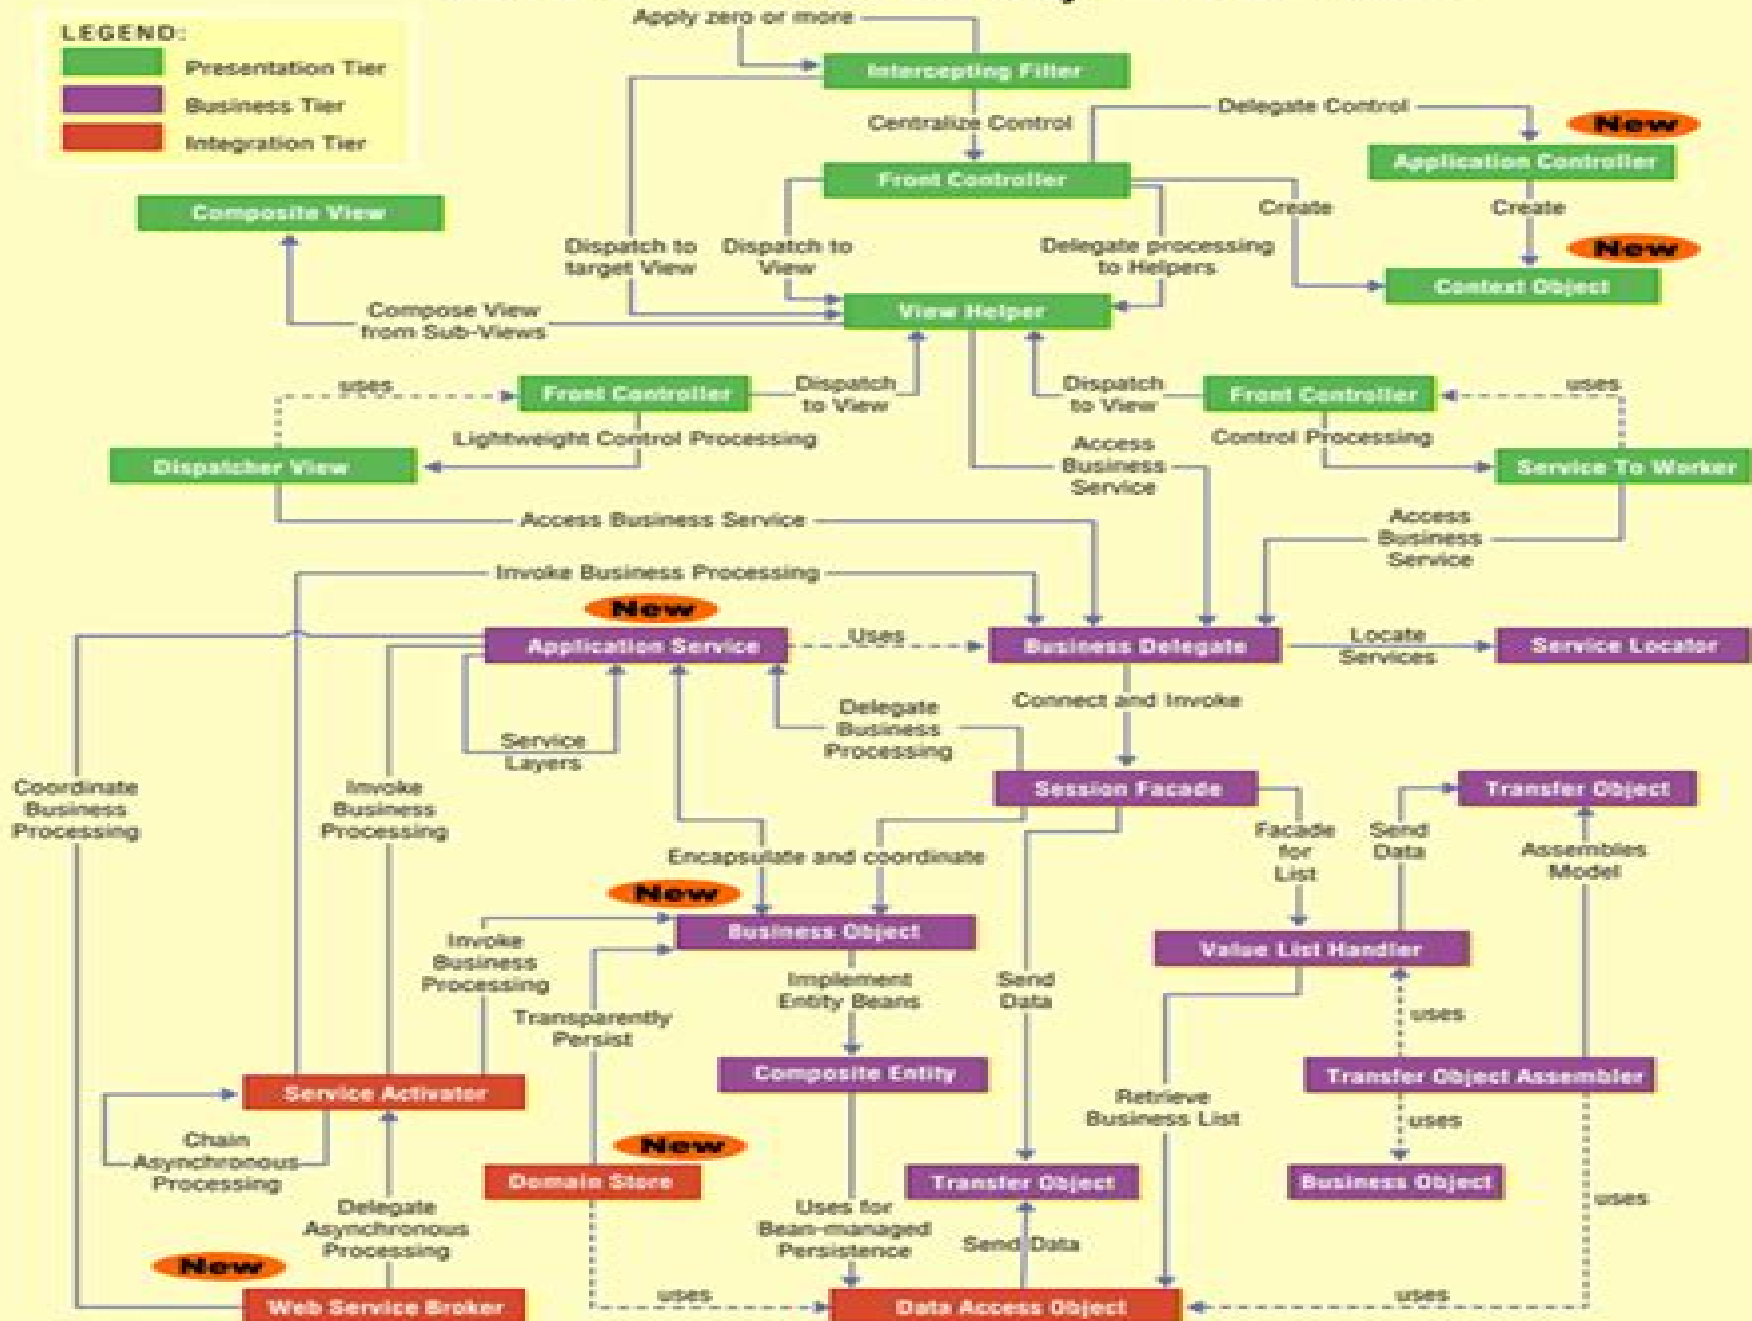 Apply zero or more
LEGEND:
Presentation Tier
Business Tier
Integration Tier
Intercepting Filter
Delegate Control
Centralize Control
New
Application Controller
Front Controller
Composite View
Create
Create
Dispatch to
target View
Dispatch to
View
Delegate processing
to Helpers
New
Context Object
View Helper
Compose View
from Sub-Views
uses
Front Controller
Dispatch
to View
Dispatch
to View
Front Controller
uses
Lightweight Control Processing
Control Processing
Access
Business
Service
Dispatcher View
Service To Worker
Access Business Service
Access
Business
Service
Invoke Business Processing
New
Application Service
Uses
Business Delegate
Locate
Services
Service Locator
Connect and Invoke
Delegate
Business
Processing
Service
Layers
Coordinate
Business
Processing
Invoke
Business
Processing
Session Facade
Transfer Object
Facade
for
List
Send
Data
Assembles
Model
Encapsulate and coordinate
New
Business Object
Value List Handler
Invoke
Business
Processing
Implement
Entity Beans
Send
Data
Transparently
Persist
uses
Composite Entity
Transfer Object Assembler
Service Activator
Retrieve
Business List
uses
Chain
Asynchronous
Processing
New
Domain Store
Transfer Object
Business Object
uses
Delegate
Asynchronous
Processing
Uses for
Bean-managed
Persistence
Send Data
New
Web Service Broker
uses
Data Access Object
uses